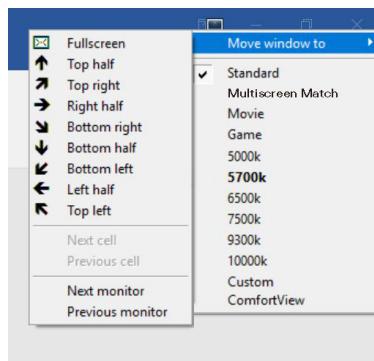 Fullscreen
Top half
Top right
Right half
Bottom right
Bottom half
Bottom left
Left half
Top left
Next cell
Previous cell
Next monitor
Previous monitor
Move window to
Standard
Multiscreen Match
Movie
Game
5000k
5700k
6500k
7500k
9300k
10000k
Custom
ComfortView